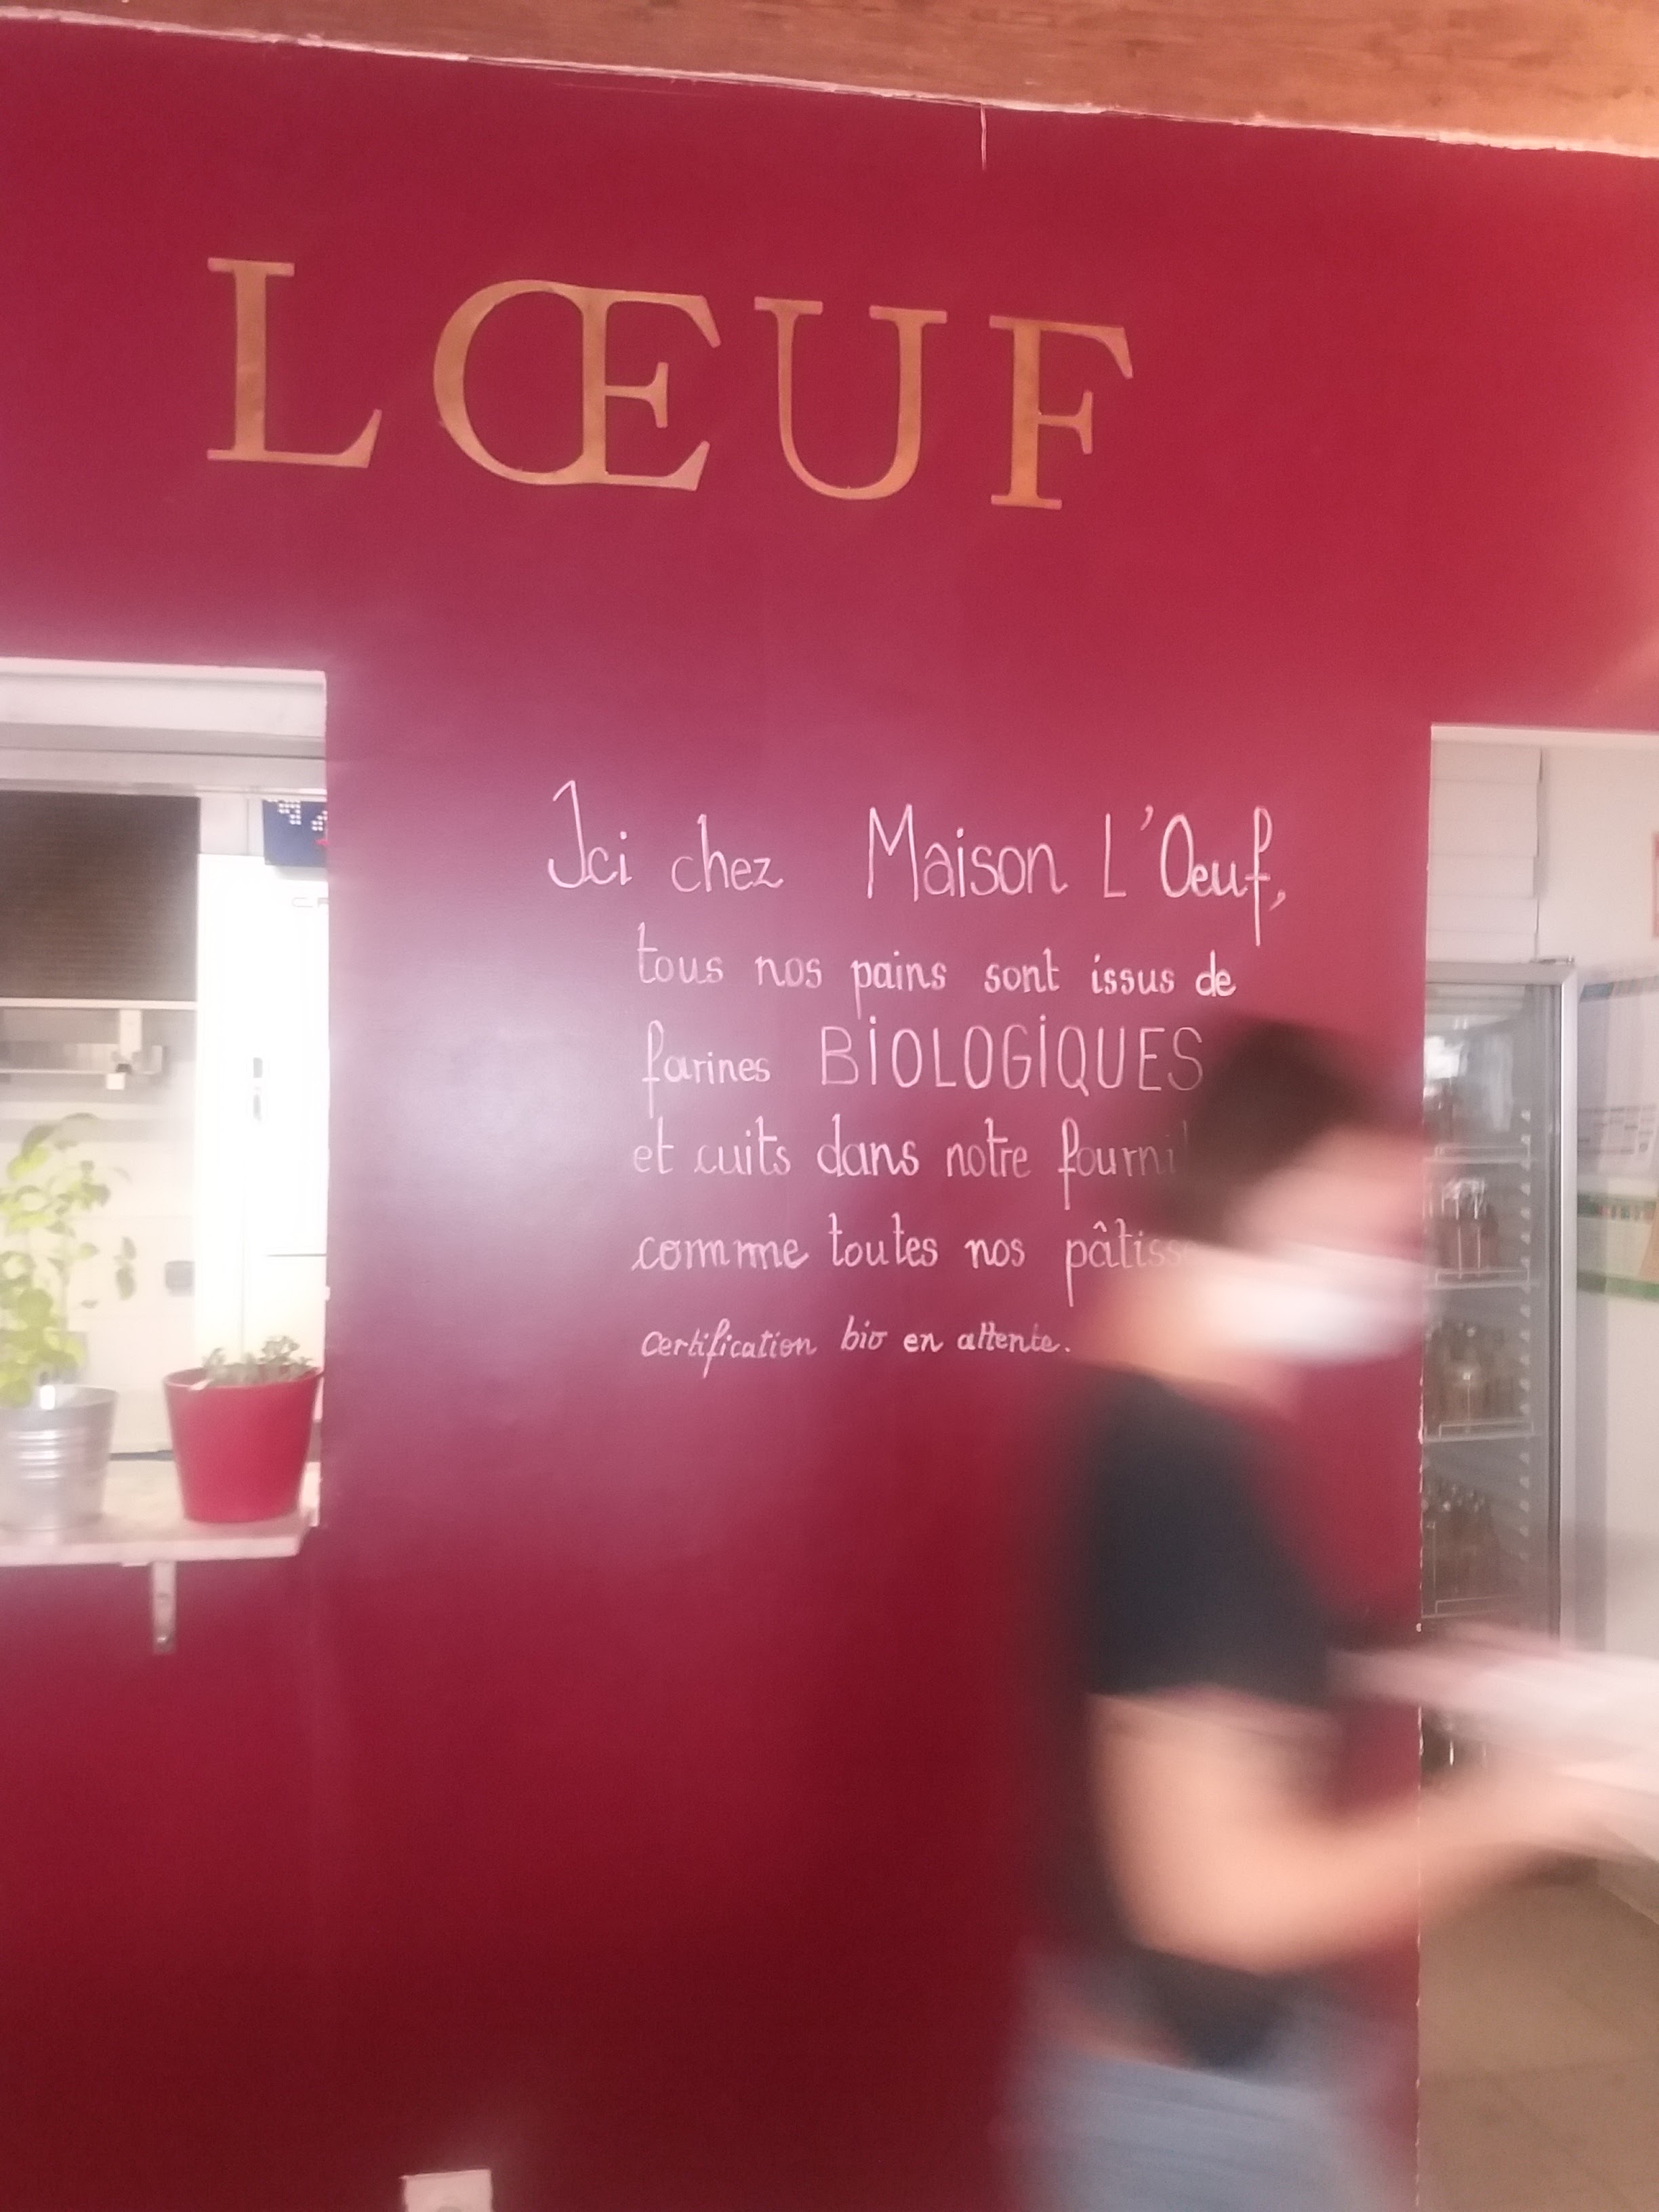 LŒUF
Ici chez Maison L'Oeuf,
tous nos pains sont issus de
farines BIOLOGIQUES
et cuits dans notre
comme toutes nos
certification bio en attente.